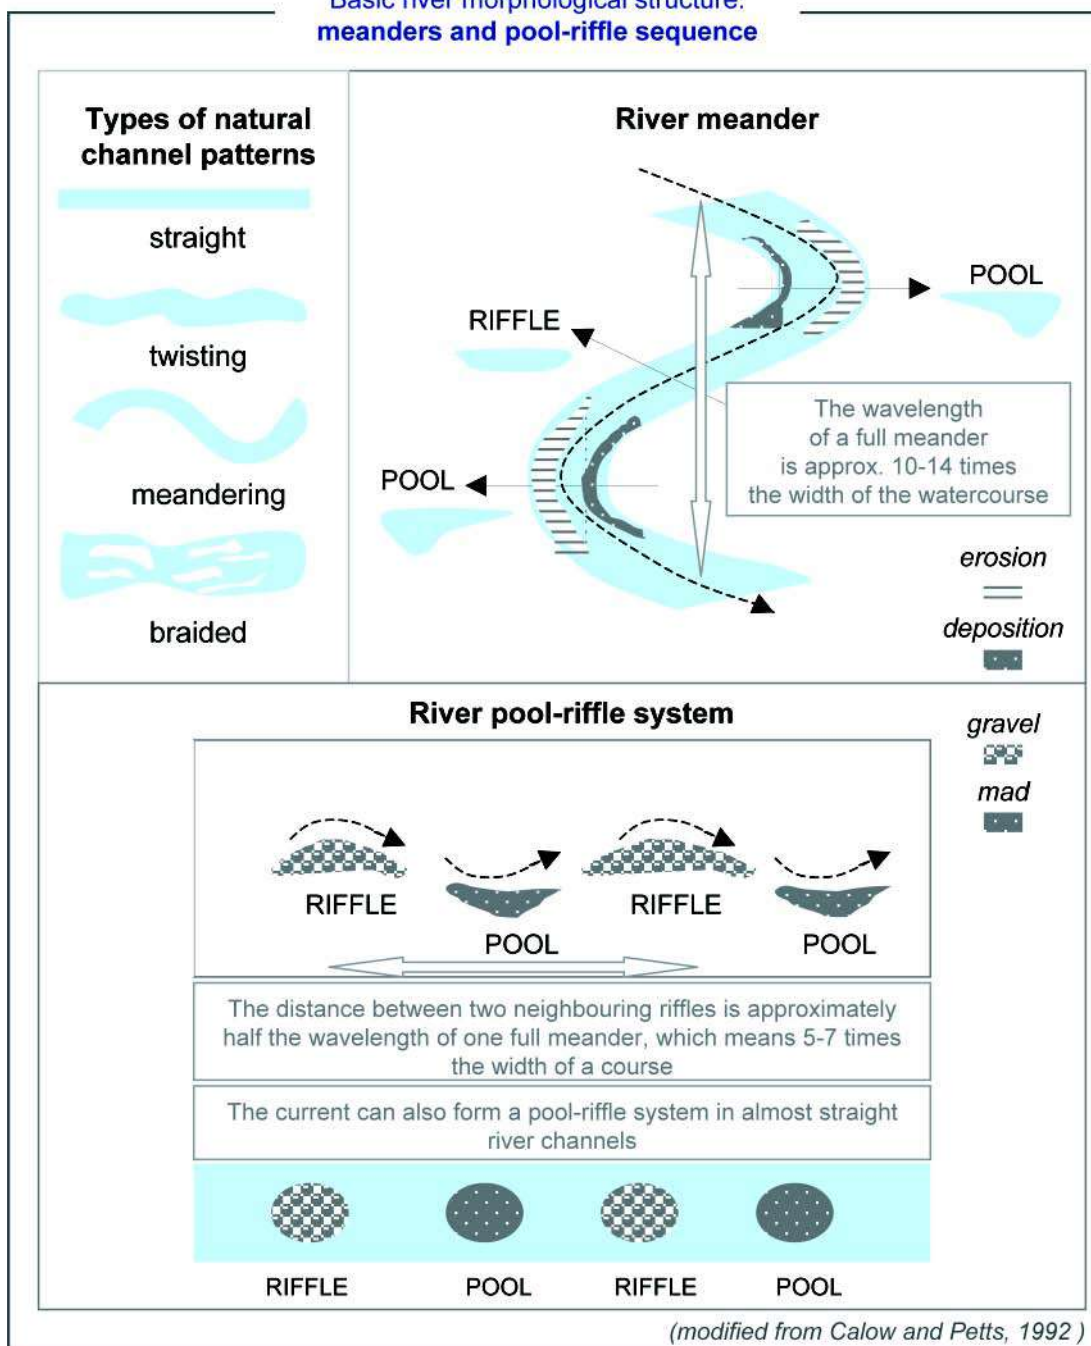 Basic river morphological structure:
meanders and pool-riffle sequence
Types of natural
channel patterns
straight
twisting
meandering
braided
River meander
POOL
RIFFLE
The wavelength
of a full meander
is approx. 10-14 times
the width of the watercourse
POOL
erosion
deposition
River pool-riffle system
gravel
mad
RIFFLE
POOL
RIFFLE
POOL
The distance between two neighbouring riffles is approximately
half the wavelength of one full meander, which means 5-7 times
the width of a course
The current can also form a pool-riffle system in almost straight
river channels
RIFFLE
POOL
RIFFLE
POOL
(modified from Calow and Petts, 1992 )